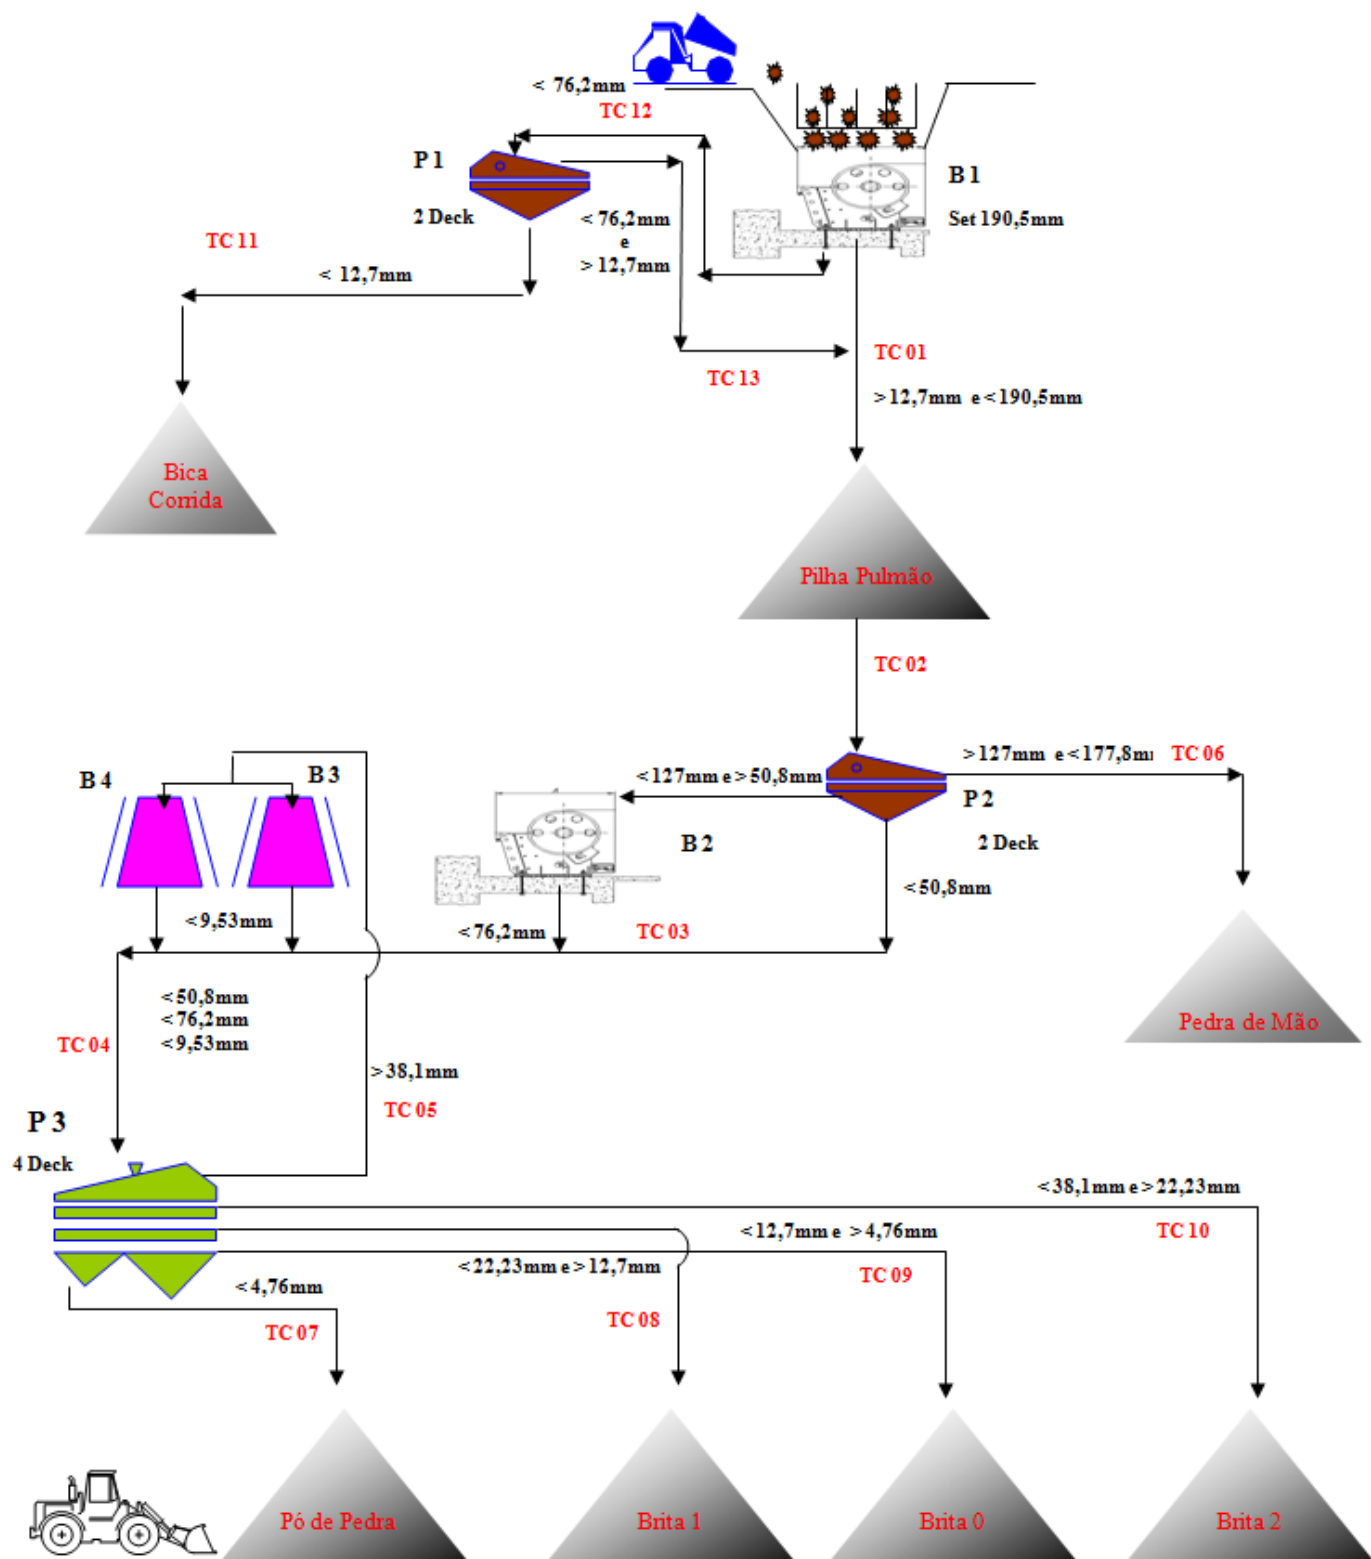 < 76,2mm
TC 12
P 1
2 Deck
B 1
Set 190,5mm
< 76,2mm
e
> 12,7mm
TC 11
< 12,7mm
TC 01
TC 13
>12,7mm e <190,5mm
Bica
Corrida
Pilha Pulmão
TC 02
>127mm e <177,8m
TC 06
<127mm e >50,8mm
P 2
2 Deck
B 4
B 3
B 2
<50,8mm
<9,53mm
<76,2mm
TC 03
<50,8mm
<76,2mm
<9,53mm
TC 04
Pedra de Mão
>38,1mm
TC 05
P 3
4 Deck
<38,1mm e >22,23mm
TC 10
<12,7mm e >4,76mm
<22,23mm e >12,7mm
TC 09
<4,76mm
TC 07
TC 08
Pó de Pedra
Brita 1
Brita 0
Brita 2